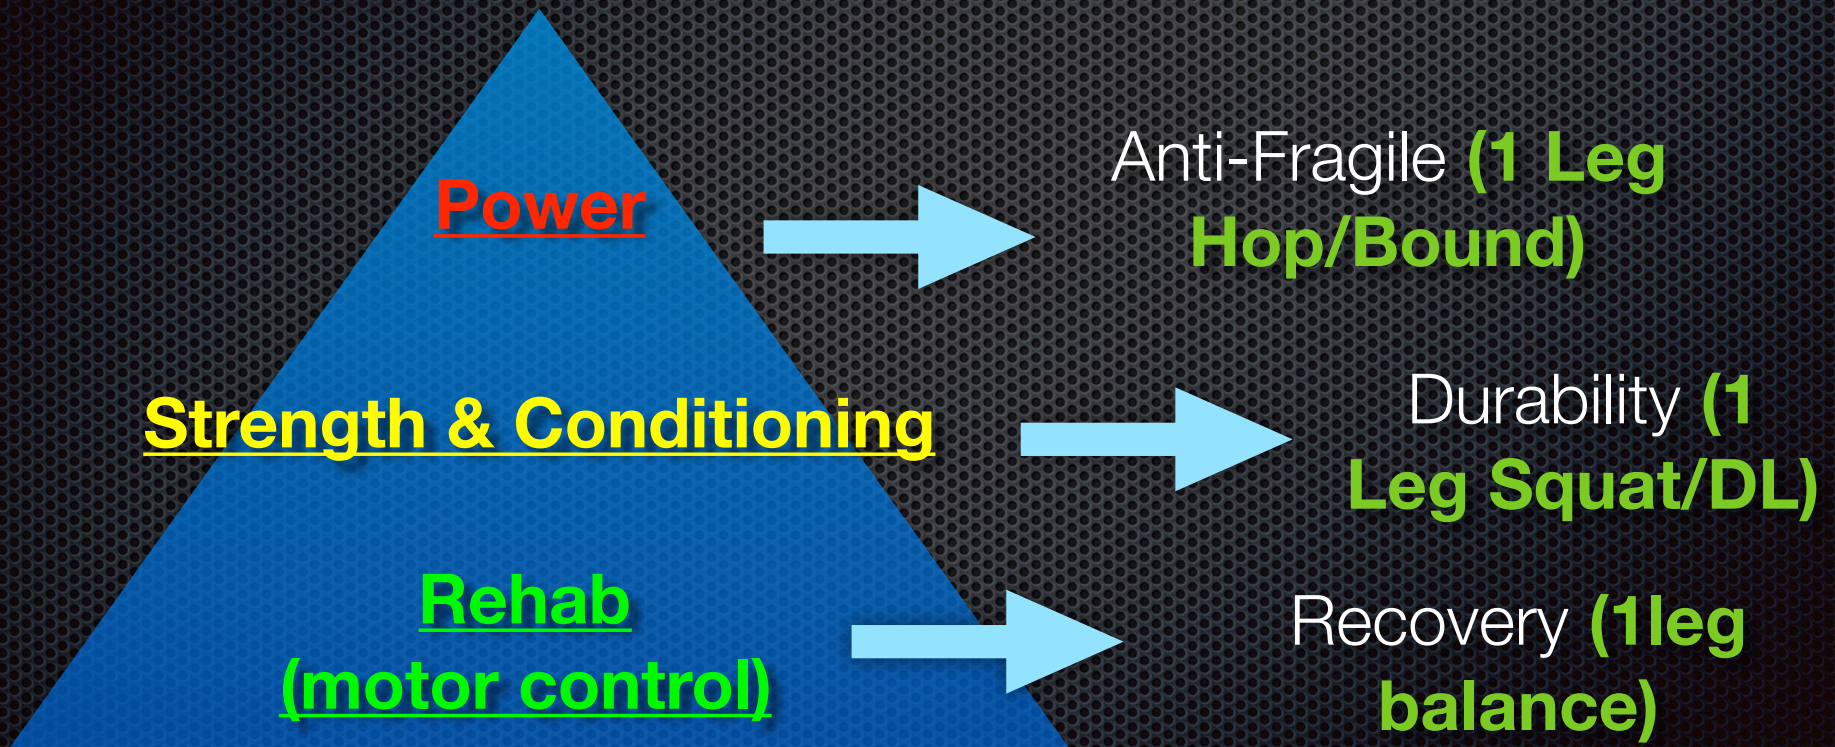 Power
Anti-Fragile (1 Leg
Hop/Bound)
Strength & Conditioning
Durability (1
Leg Squat/DL)
Rehab
(motor control)
Recovery (1leg
balance)